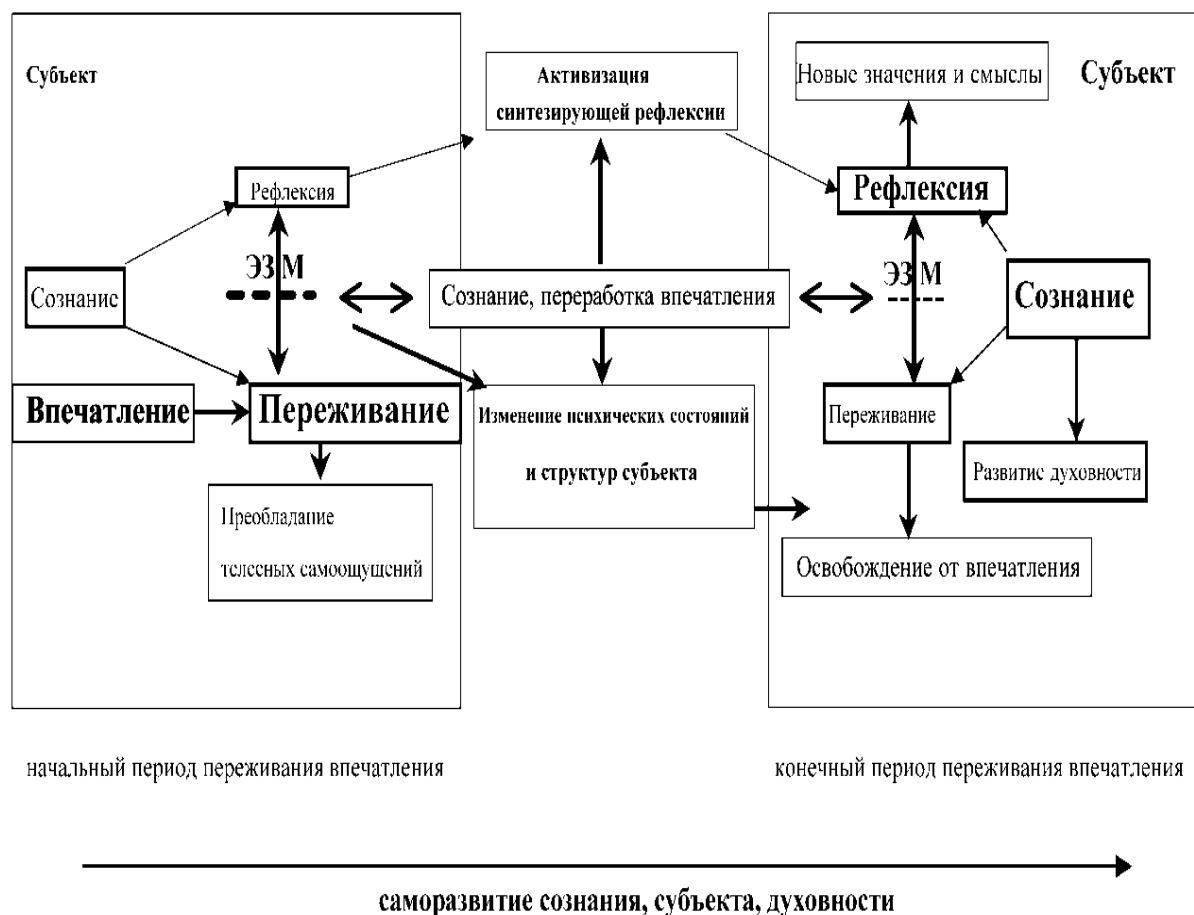 Субъект
Рефлексия
ЭЗМ
Сознание
Впечатление
Переживание
Преобладание
телесных самоощущений
Активизация
синтезирующей рефлексии
Сознание, переработка впечатления
Изменение психических состояний
и структур субъекта
Новые значения и смыслы
Субъект
Рефлексия
ЭЗМ
Сознание
Переживание
Развитие духовности
Освобождение от впечатления
начальный период переживания впечатления
конечный период переживания впечатления
саморазвитие сознания, субъекта, духовности